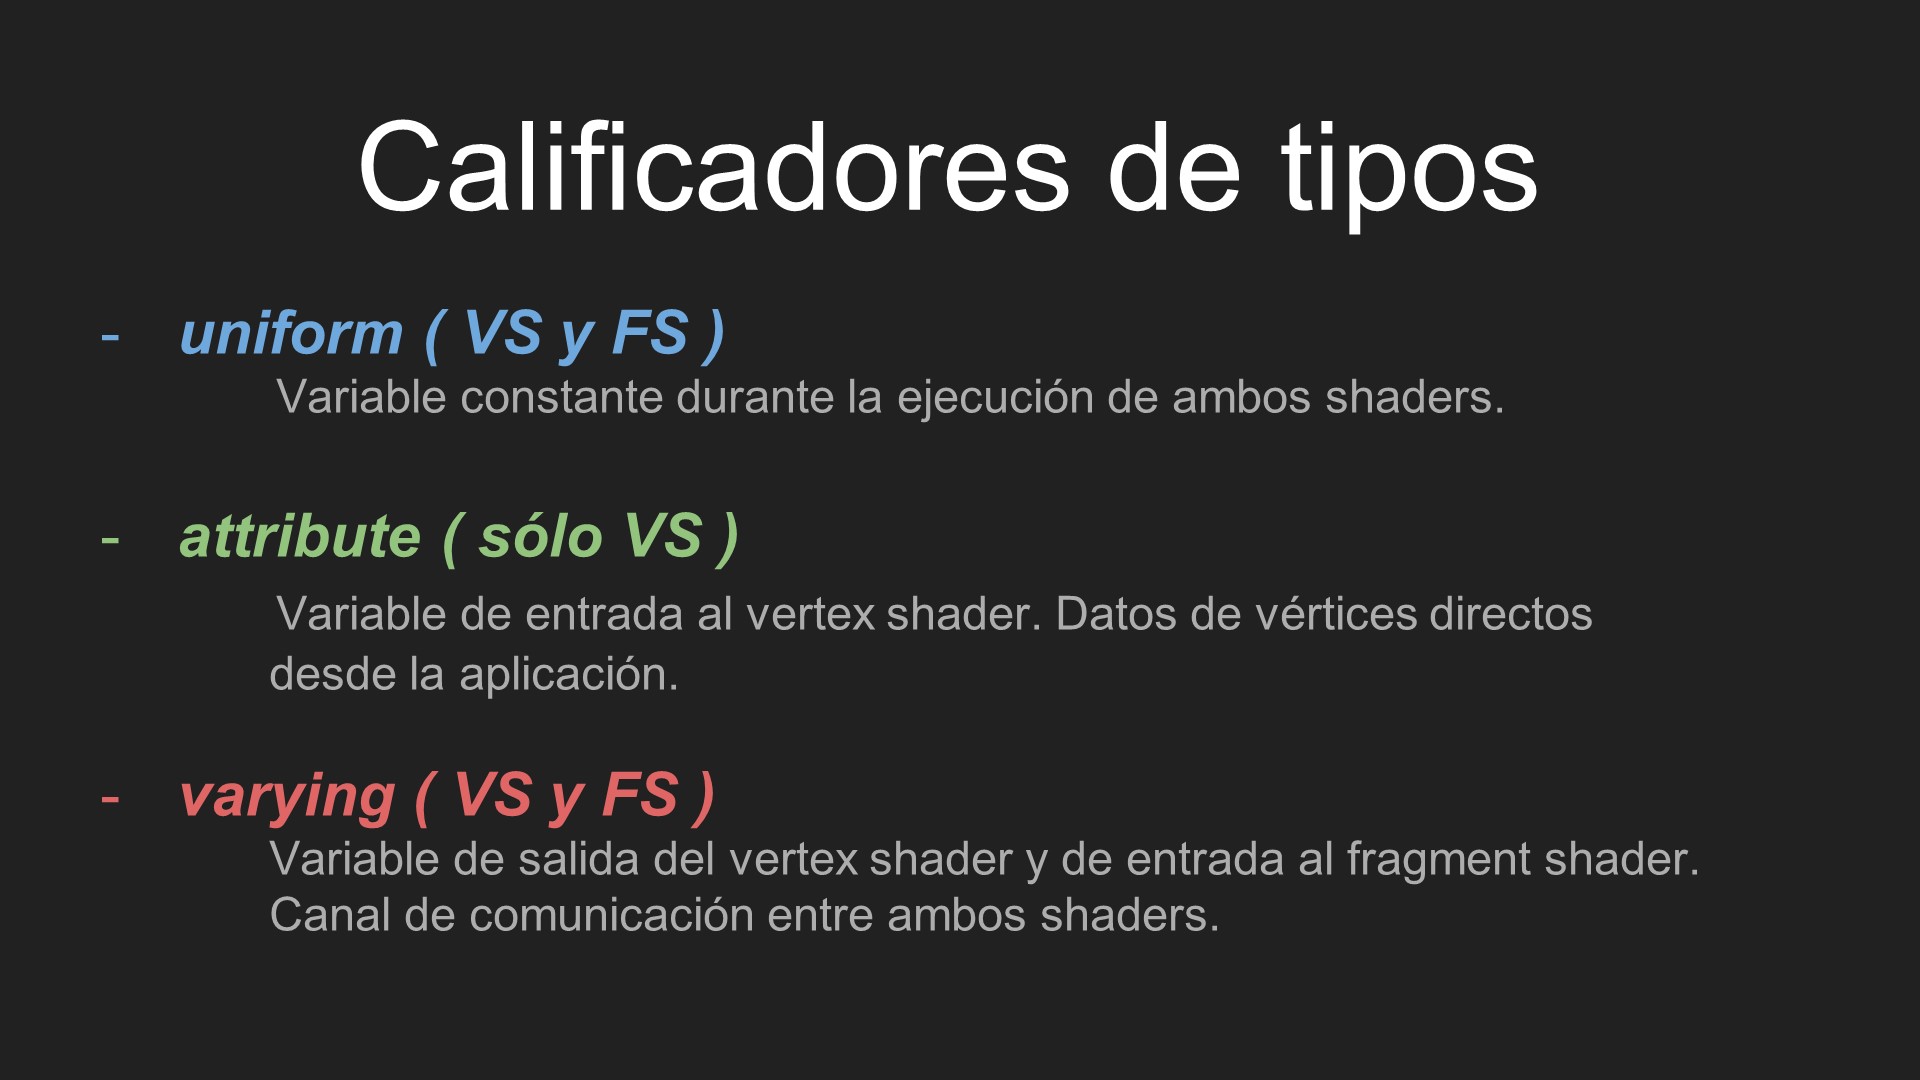 Calificadores de tipos
- uniform ( VS y FS )
Variable constante durante la ejecución de ambos shaders.
- attribute ( sólo VS )
Variable de entrada al vertex shader. Datos de vértices directos
desde la aplicación.
- varying ( VS y FS )
Variable de salida del vertex shader y de entrada al fragment shader.
Canal de comunicación entre ambos shaders.